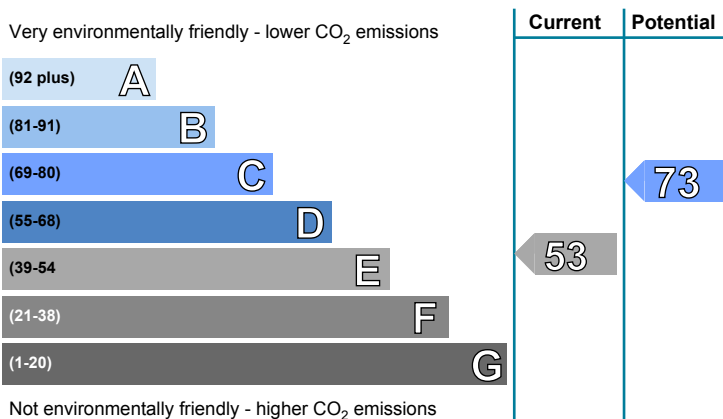 Very environmentally friendly - lower CO2 emissions
Current
Potential
(92 plus) A
(81-91) B
(69-80) C
73
(55-68) D
(39-54 E
53
(21-38) F
(1-20) G
Not environmentally friendly - higher CO2 emissions